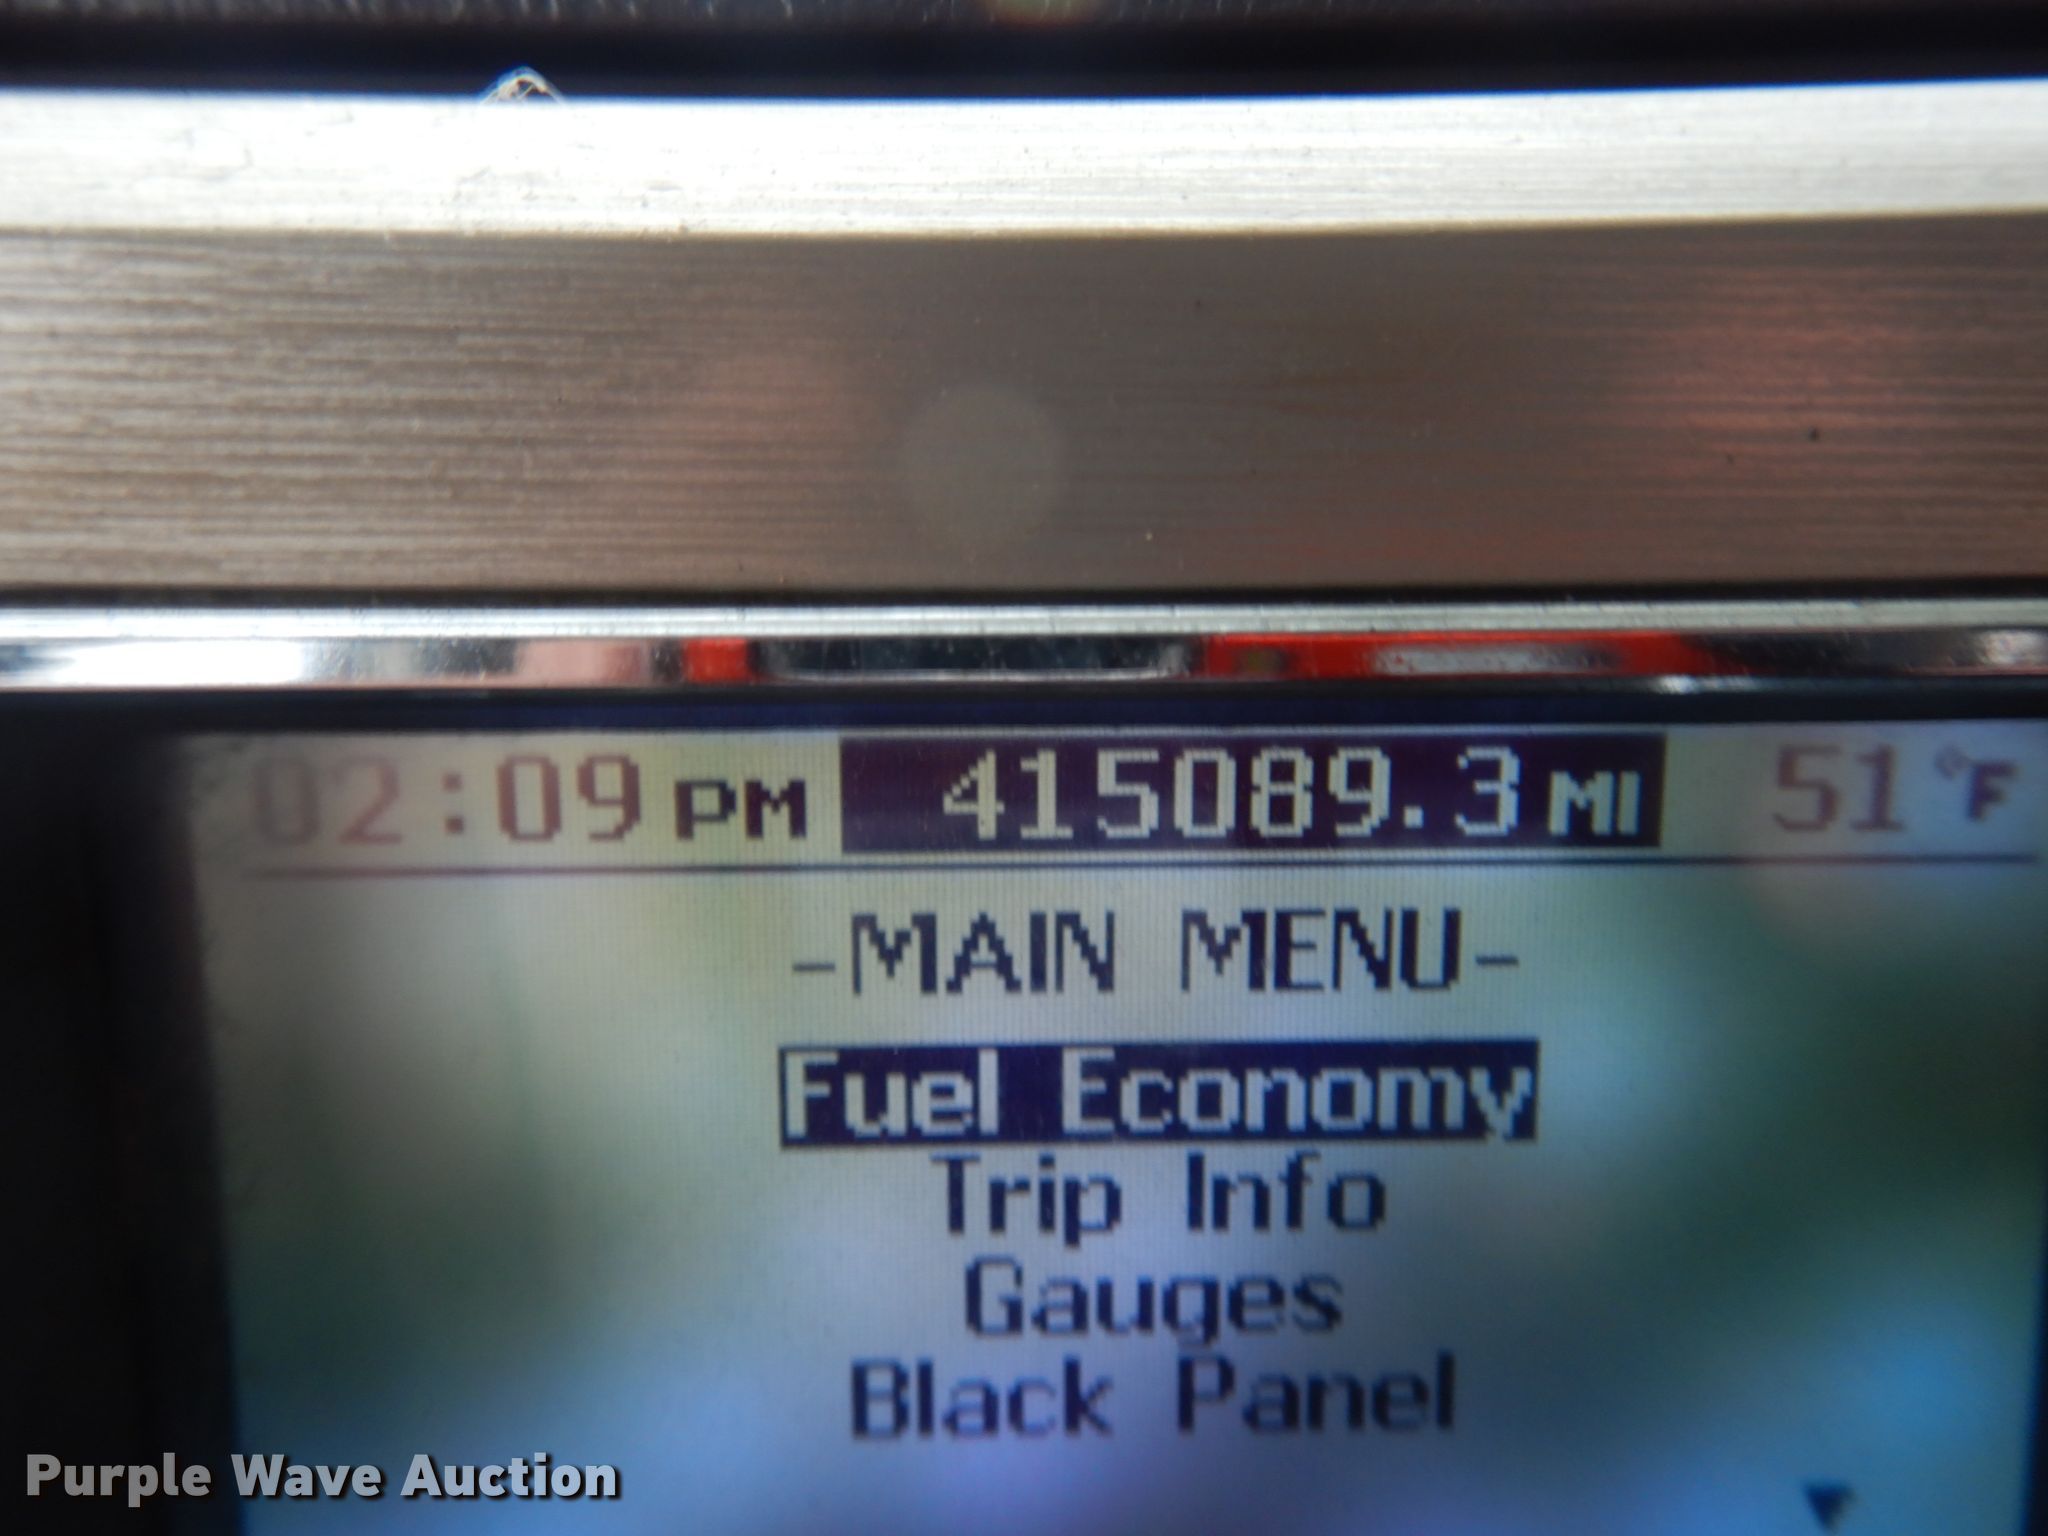 02:09 PM 415089.3 MI 51 °F
-MAIN MENU-
Fuel Economy
Trip Info
Gauges
Black Panel
Purple Wave Auction